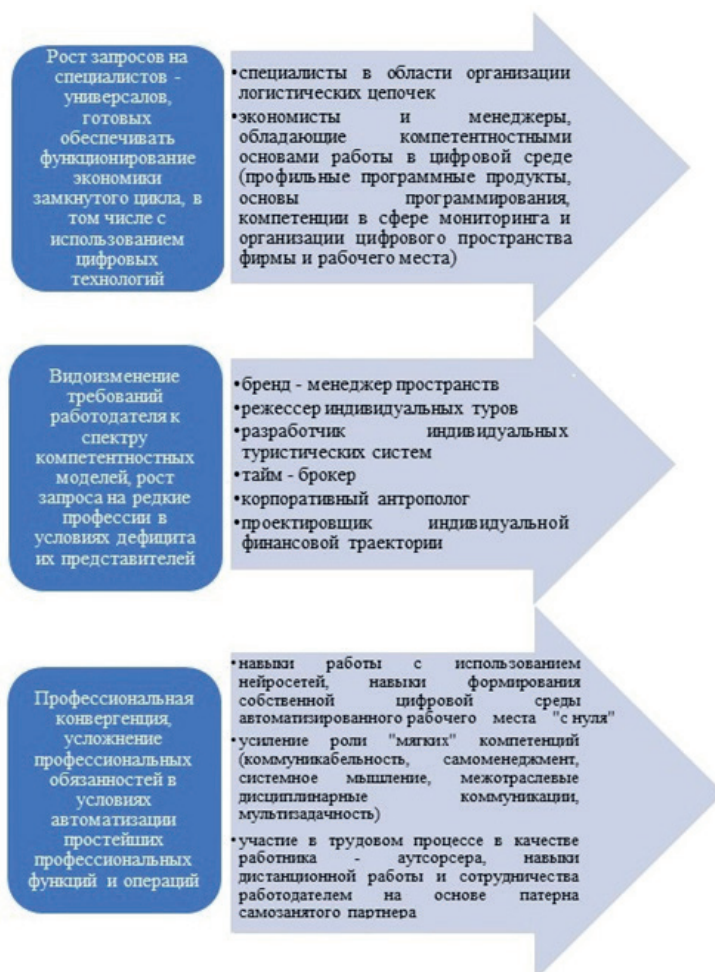 Рост запросов на
специалистов -
универсалов,
готовых
обеспечивать
функционирование
экономики
замкнутого цикла, в
том числе с
использованием
цифровых
технологий
•специалисты в области организации
логистических цепочек
•экономисты и менеджеры,
обладающие компетентностными
основами работы в цифровой среде
(профильные программные продукты,
основы программирования,
компетенции в сфере мониторинга и
организации цифрового пространства
фирмы и рабочего места)
Видоизменение
требований
работодателя к
спектру
компетентностных
моделей, рост
запроса на редкие
профессии в
условиях дефицита
их представителей
•бренд - менеджер пространств
•режессер индивидуальных туров
•разработчик индивидуальных
туристических систем
•тайм - брокер
•корпоративный антрополог
•проектировщик индивидуальной
финансовой траектории
Профессиональная
конвергенция,
усложнение
профессиональных
обязанностей в
условиях
автоматизации
простейших
профессиональных
функций и операций
•навыки работы с использованием
нейросетей, навыки формирования
собственной цифровой среды
автоматизированного рабочего места "с нуля"
•усиление роли "мягких" компетенций
(коммуникабельность, самоменеджмент,
системное мышление, межотраслевые
дисциплинарные коммуникации,
мультизадачность)
•участие в трудовом процессе в качестве
работника - аутсорсера, навыки
дистанционной работы и сотрудничества
работодателем на основе патерна
самозанятого партнера